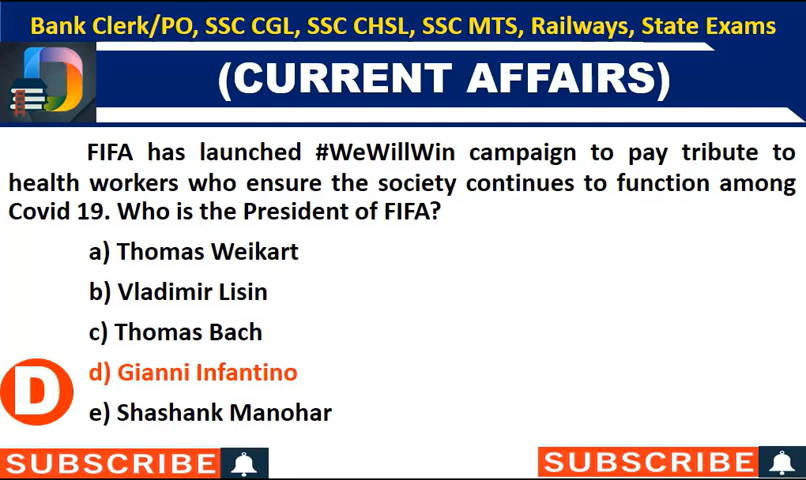 Bank Clerk/PO, SSC CGL, SSC CHSL, SSC MTS, Railways, State Exams
(CURRENT AFFAIRS)
FIFA has launched #WeWillWin campaign to pay tribute to
health workers who ensure the society continues to function among
Covid 19. Who is the President of FIFA?
a) Thomas Weikart
b) Vladimir Lisin
c) Thomas Bach
D d) Gianni Infantino
e) Shashank Manohar
SUBSCRIBE SUBSCRIBE